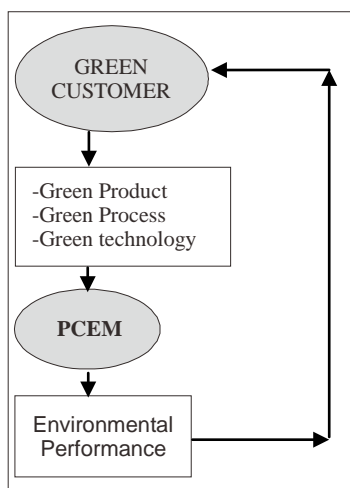 GREEN
CUSTOMER
-Green Product
-Green Process
-Green technology
PCEM
Environmental
Performance